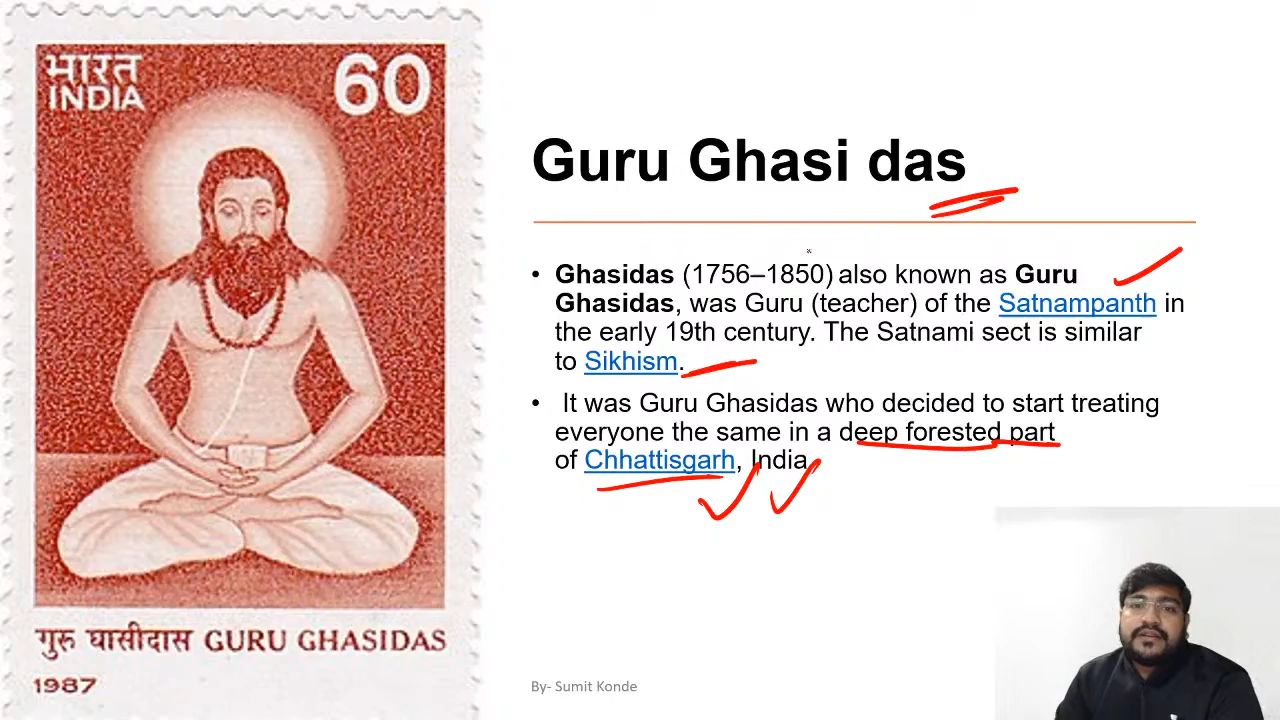 भारत
INDIA
60
गुरू घासीदास GURU GHASIDAS
1987
Guru Ghasi das
• Ghasidas (1756–1850) also known as Guru
Ghasidas, was Guru (teacher) of the Satnampanth in
the early 19th century. The Satnami sect is similar
to Sikhism.
• It was Guru Ghasidas who decided to start treating
everyone the same in a deep forested part
of Chhattisgarh, India
By- Sumit Konde